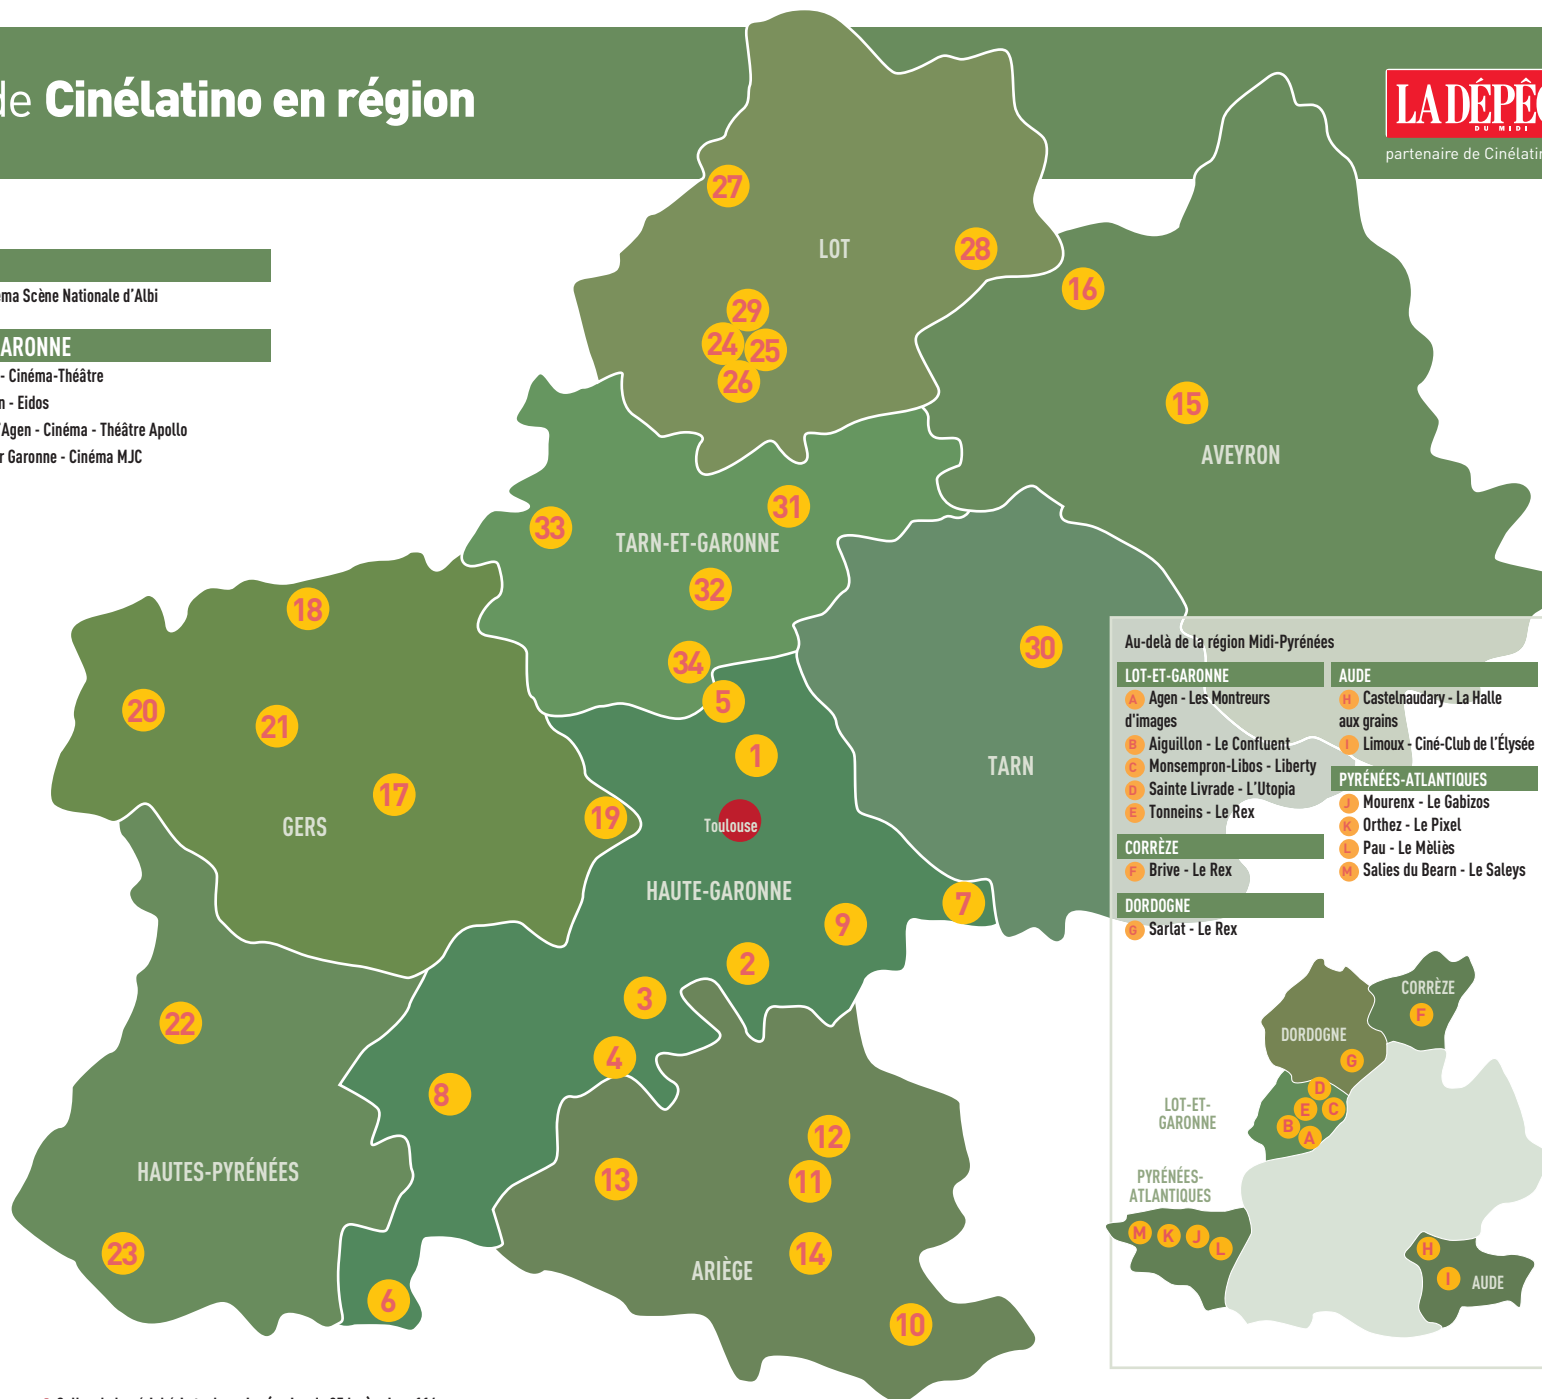 de Cinélatino en région
LA DÉPÊ
DU MIDI
partenaire de Cinélatin
Scène Nationale d'Albi
ARONNE
- Cinéma-Théâtre
- Eidos
d'Agen - Cinéma - Théâtre Apollo
Garonne - Cinéma MJC
27
LOT
28
16
29
24
25
26
15
AVEYRON
31
33
TARN-ET-GARONNE
32
18
30
34
5
20
21
1
TARN
17
19
Toulouse
GERS
HAUTE-GARONNE
7
9
2
3
22
4
8
12
13
11
HAUTES-PYRÉNÉES
23
14
ARIÈGE
6
10
Au-delà de la région Midi-Pyrénées
LOT-ET-GARONNE
A Agen - Les Montreurs
d'images
B Aiguillon - Le Confluent
C Monsempron-Libos - Liberty
D Sainte Livrade - L'Utopia
E Tonneins - Le Rex
CORRÈZE
F Brive - Le Rex
DORDOGNE
G Sarlat - Le Rex
AUDE
H Castelnaudary - La Halle
aux grains
I Limoux - Ciné-Club de l'Élysée
PYRÉNÉES-ATLANTIQUES
J Mourenx - Le Gabizos
K Orthez - Le Pixel
L Pau - Le Mèliès
M Salies du Bearn - Le Saleys
CORRÈZE
F
DORDOGNE
G
D
LOT-ET-
GARONNE
E
C
B
A
PYRÉNÉES-
ATLANTIQUES
M
K
J
L
H
I
AUDE